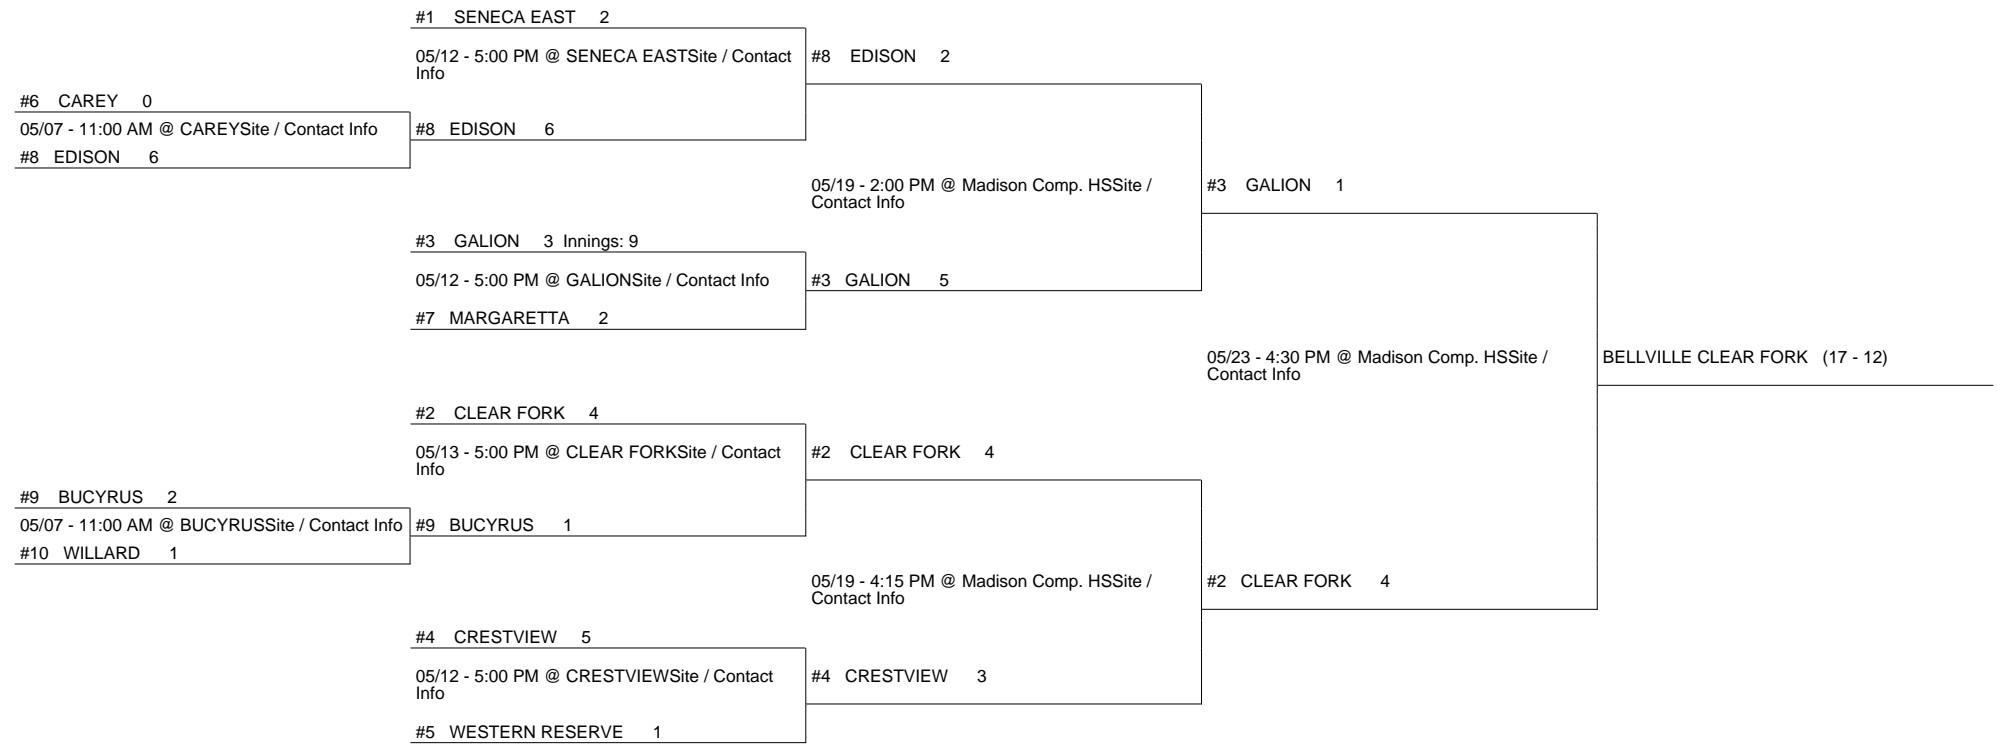 #1 SENECA EAST 2
05/12 - 5:00 PM @ SENECA EASTSite / Contact
Info
#8 EDISON 2
#6 CAREY 0
05/07 - 11:00 AM @ CAREYSite / Contact Info
#8 EDISON 6
#8 EDISON 6
05/19 - 2:00 PM @ Madison Comp. HSSite /
Contact Info
#3 GALION 1
#3 GALION 3 Innings: 9
05/12 - 5:00 PM @ GALIONSite / Contact Info
#3 GALION 5
#7 MARGARETTA 2
05/23 - 4:30 PM @ Madison Comp. HSSite /
Contact Info
BELLVILLE CLEAR FORK (17 - 12)
#2 CLEAR FORK 4
05/13 - 5:00 PM @ CLEAR FORKSite / Contact
Info
#2 CLEAR FORK 4
#9 BUCYRUS 2
05/07 - 11:00 AM @ BUCYRUSSite / Contact Info
#9 BUCYRUS 1
#10 WILLARD 1
05/19 - 4:15 PM @ Madison Comp. HSSite /
Contact Info
#2 CLEAR FORK 4
#4 CRESTVIEW 5
05/12 - 5:00 PM @ CRESTVIEWSite / Contact
Info
#4 CRESTVIEW 3
#5 WESTERN RESERVE 1